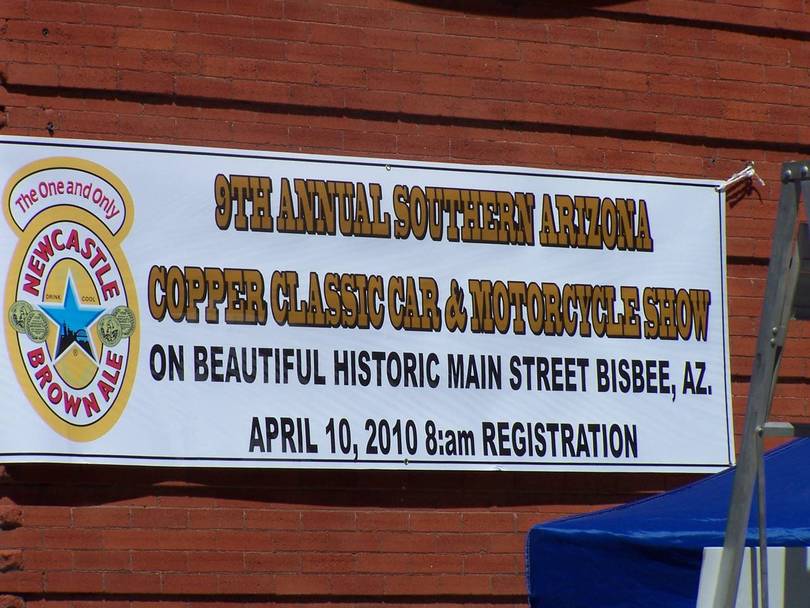 The One and Only
NEWCASTLE
DRINK COOL
BROWN ALE
®
9TH ANNUAL SOUTHERN ARIZONA
COPPER CLASSIC CAR & MOTORCYCLE SHOW
ON BEAUTIFUL HISTORIC MAIN STREET BISBEE, AZ.
APRIL 10, 2010 8:am REGISTRATION